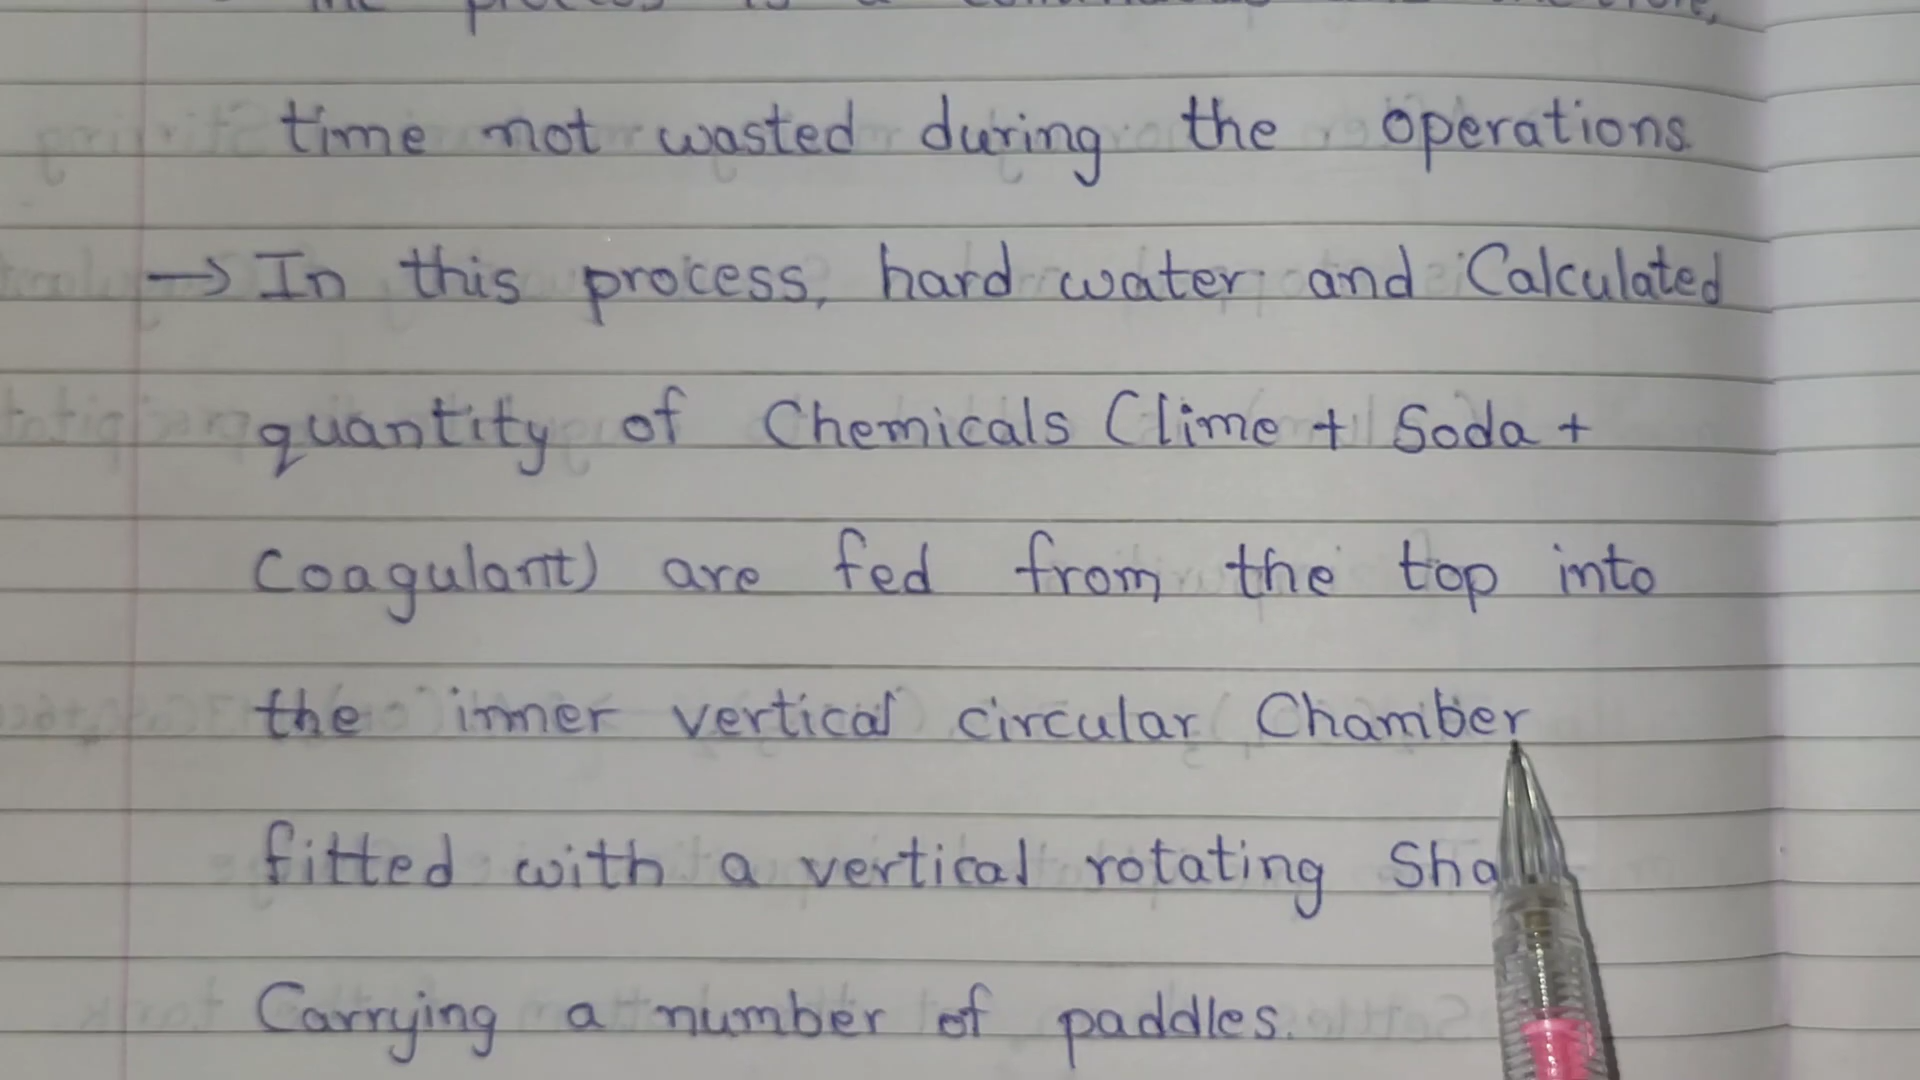 process is a
time not wasted during the operations.
→ In this process, hard water and Calculated
quantity of Chemicals (lime + Soda +
Coagulant) are fed from the top into
the inner vertical circular Chamber
fitted with a vertical rotating Sha
Carrying a number of paddles.